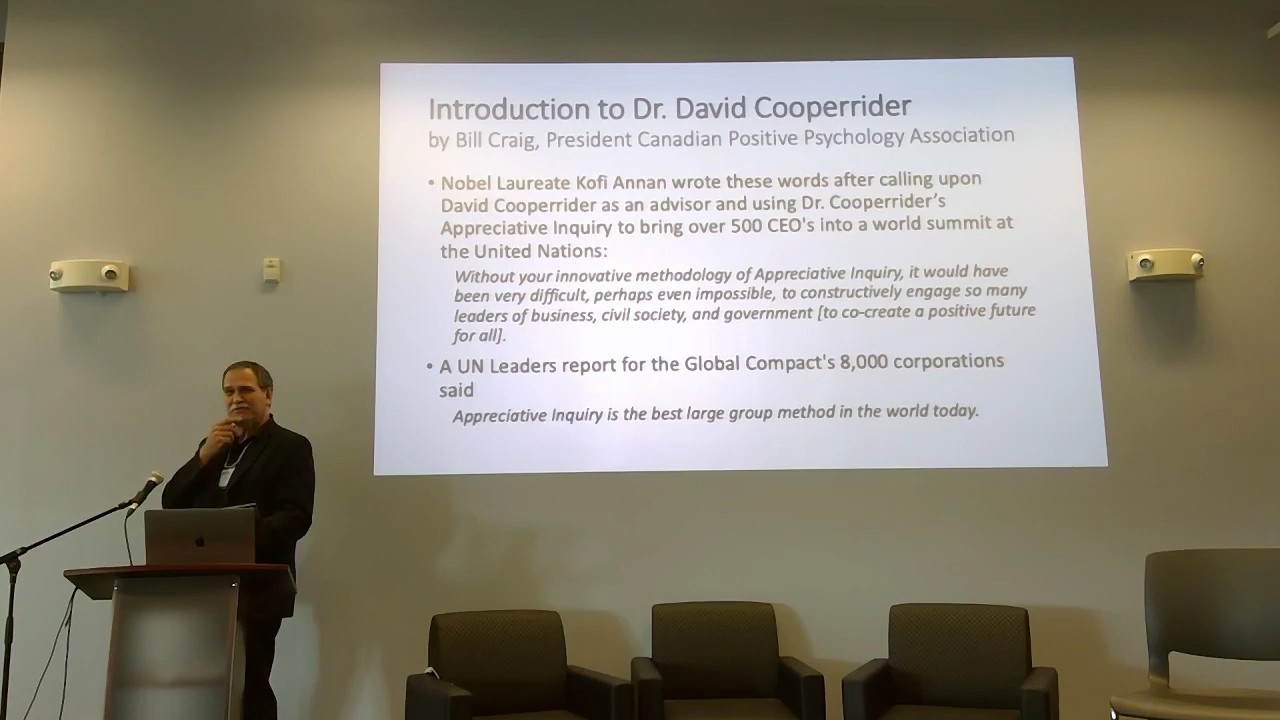 Introduction to Dr. David Cooperrider
by Bill Craig, President Canadian Positive Psychology Association
• Nobel Laureate Kofi Annan wrote these words after calling upon
David Cooperrider as an advisor and using Dr. Cooperrider's
Appreciative Inquiry to bring over 500 CEO's into a world summit at
the United Nations:
Without your innovative methodology of Appreciative Inquiry, it would have
been very difficult, perhaps even impossible, to constructively engage so many
leaders of business, civil society, and government [to co-create a positive future
for all].
• A UN Leaders report for the Global Compact's 8,000 corporations
said
Appreciative Inquiry is the best large group method in the world today.